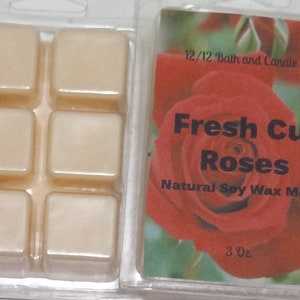 12/12 Bath and Candle
Fresh Cu
Roses
Natural Soy Wax M
3 Oz.